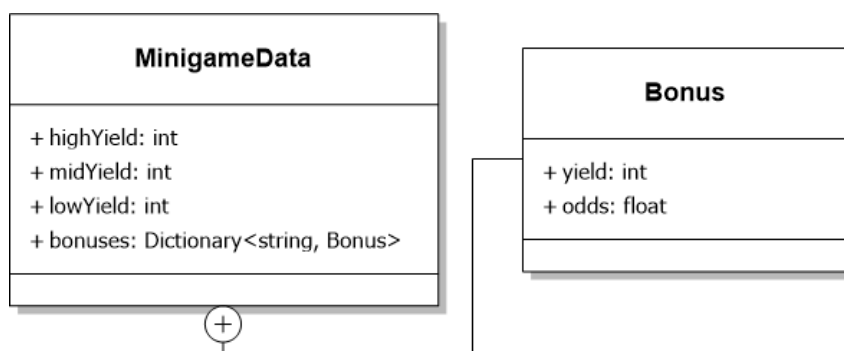 MinigameData
+ highYield: int
+ midYield: int
+ lowYield: int
+ bonuses: Dictionary<string, Bonus>
Bonus
+ yield: int
+ odds: float
+